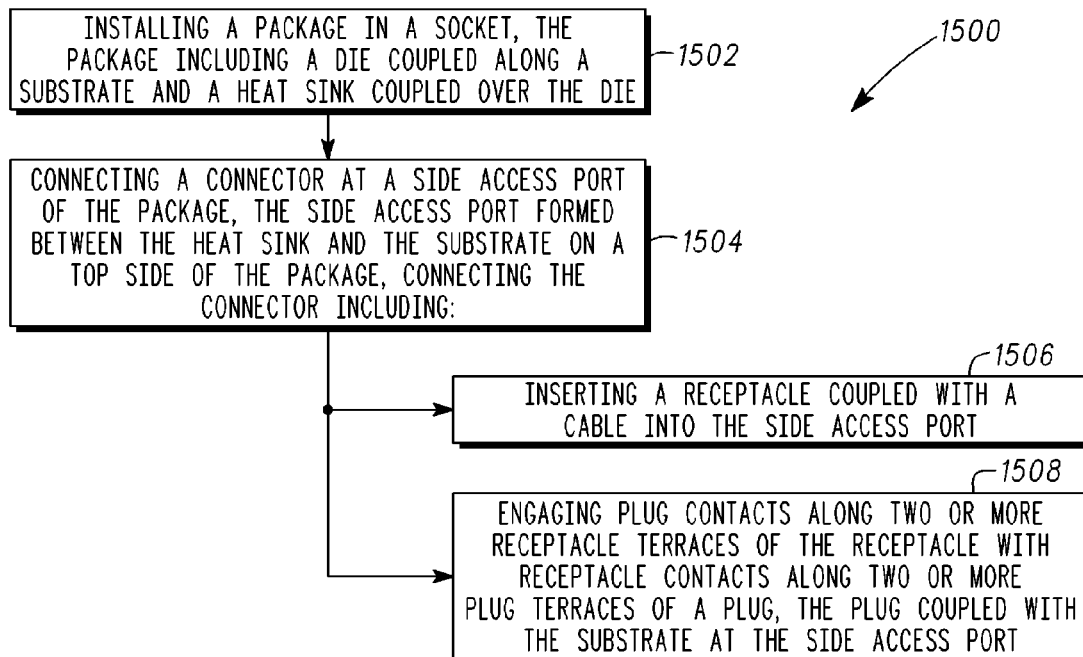 INSTALLING A PACKAGE IN A SOCKET, THE
PACKAGE INCLUDING A DIE COUPLED ALONG A
SUBSTRATE AND A HEAT SINK COUPLED OVER THE DIE
1502
1500
CONNECTING A CONNECTOR AT A SIDE ACCESS PORT
OF THE PACKAGE, THE SIDE ACCESS PORT FORMED
BETWEEN THE HEAT SINK AND THE SUBSTRATE ON A
TOP SIDE OF THE PACKAGE, CONNECTING THE
CONNECTOR INCLUDING:
1504
1506
INSERTING A RECEPTACLE COUPLED WITH A
CABLE INTO THE SIDE ACCESS PORT
1508
ENGAGING PLUG CONTACTS ALONG TWO OR MORE
RECEPTACLE TERRACES OF THE RECEPTACLE WITH
RECEPTACLE CONTACTS ALONG TWO OR MORE
PLUG TERRACES OF A PLUG, THE PLUG COUPLED WITH
THE SUBSTRATE AT THE SIDE ACCESS PORT